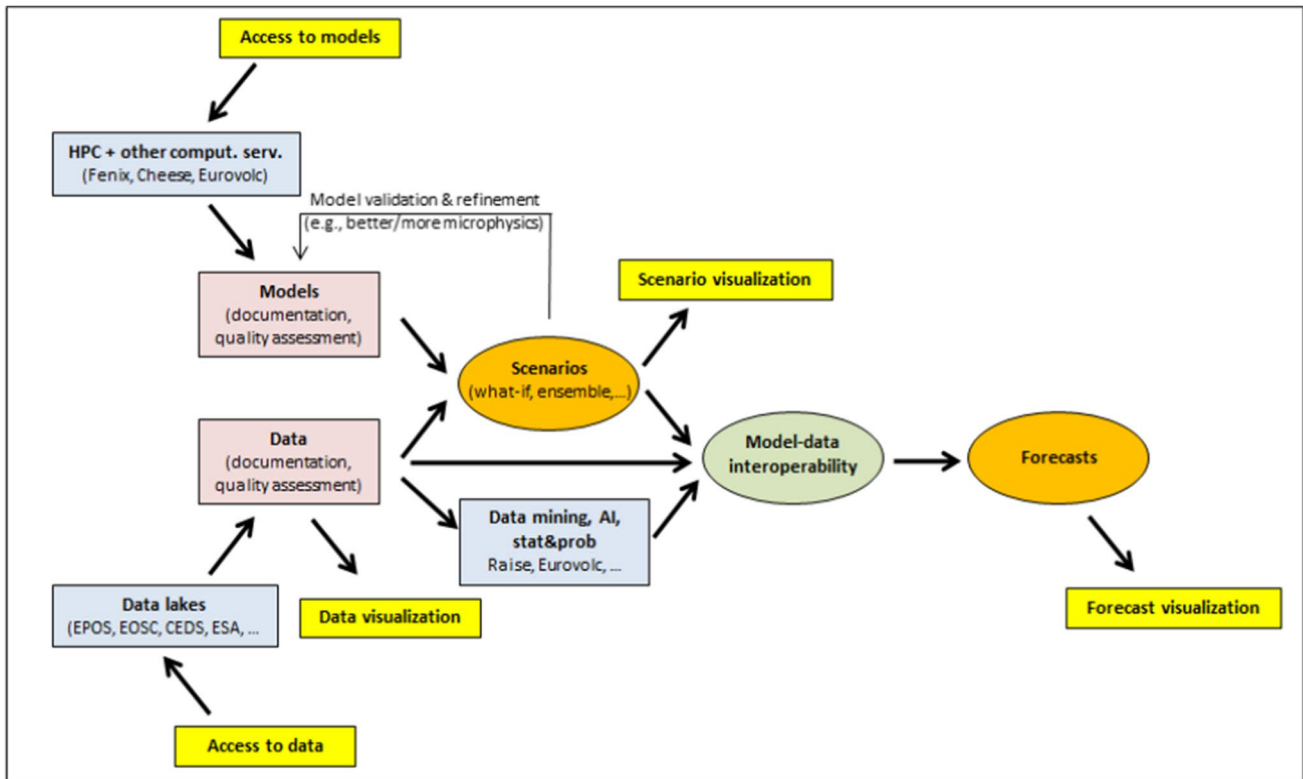 Access to models
HPC + other comput. serv.
(Fenix, Cheese, Eurovolc)
Model validation & refinement
(e.g., better/more microphysics)
Models
(documentation,
quality assessment)
Scenario visualization
Scenarios
(what-if, ensemble,...)
Data
(documentation,
quality assessment)
Model-data
interoperability
Forecasts
Data mining, AI,
stat&prob
Raise, Eurovolc, ...
Data lakes
(EPOS, EOSC, CEDS, ESA, ...
Data visualization
Forecast visualization
Access to data